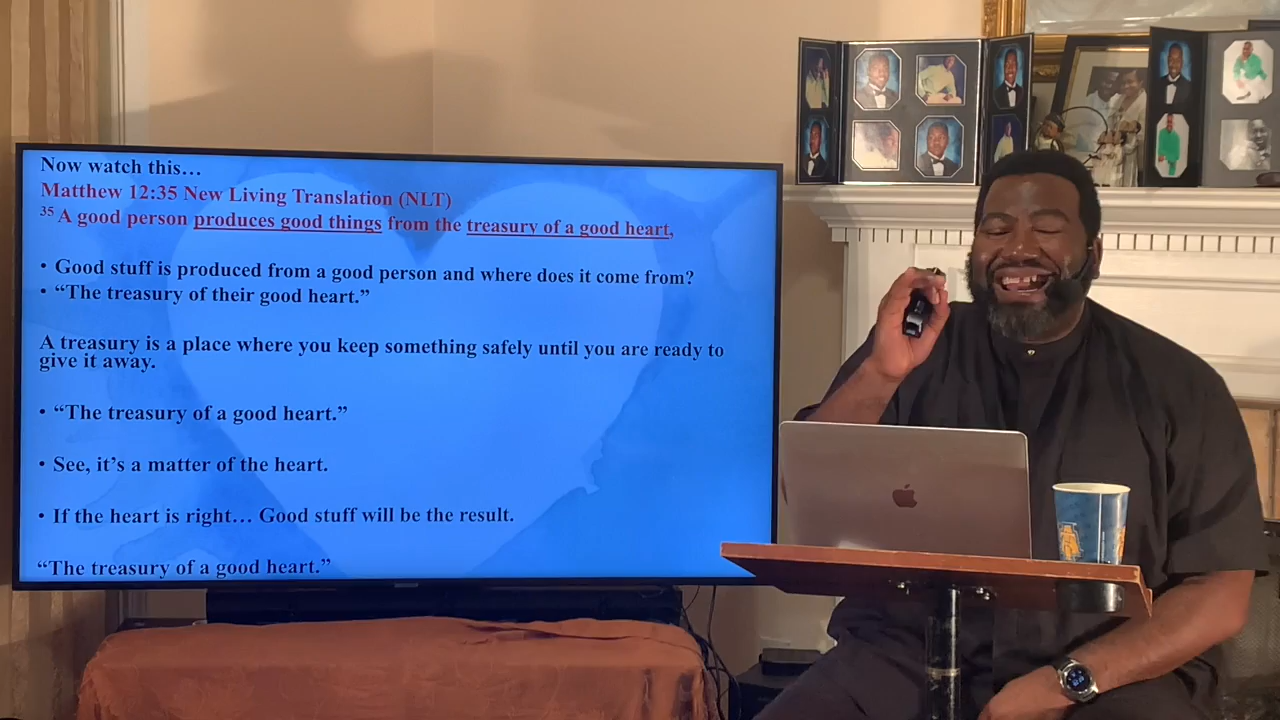 Now watch this…
Matthew 12:35 New Living Translation (NLT)
35 A good person produces good things from the treasury of a good heart,
• Good stuff is produced from a good person and where does it come from?
• “The treasury of their good heart.”
A treasury is a place where you keep something safely until you are ready to
give it away.
• “The treasury of a good heart.”
• See, it’s a matter of the heart.
• If the heart is right… Good stuff will be the result.
“The treasury of a good heart.”